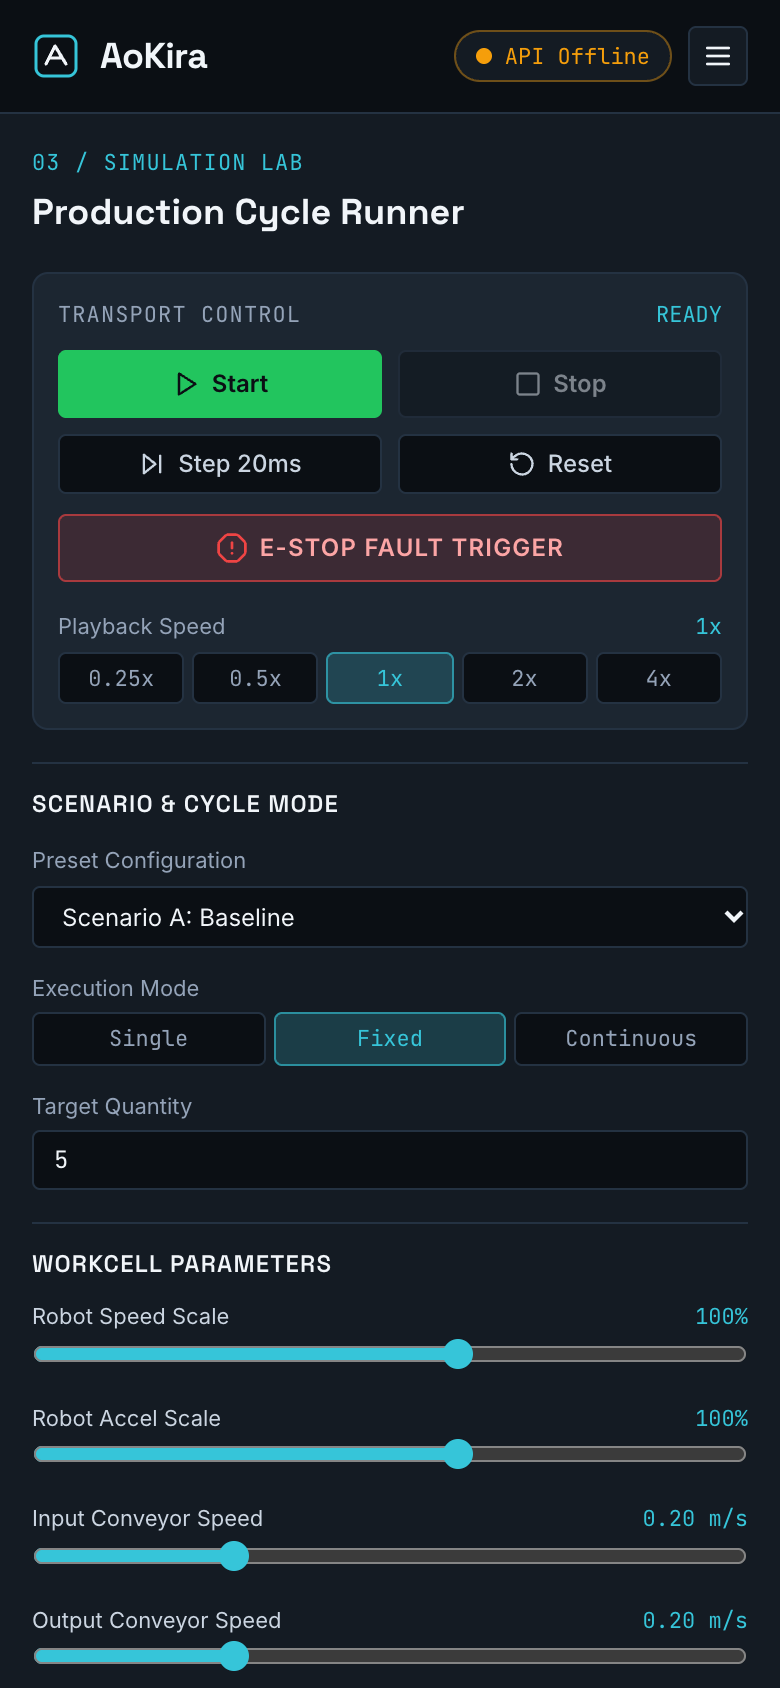 AoKira
API Offline
03 / SIMULATION LAB
Production Cycle Runner
TRANSPORT CONTROL
READY
Start
Stop
Step 20ms
Reset
E-STOP FAULT TRIGGER
Playback Speed
1x
0.25x
0.5x
1x
2x
4x
SCENARIO & CYCLE MODE
Preset Configuration
Scenario A: Baseline
Execution Mode
Single
Fixed
Continuous
Target Quantity
5
WORKCELL PARAMETERS
Robot Speed Scale
100%
Robot Accel Scale
100%
Input Conveyor Speed
0.20 m/s
Output Conveyor Speed
0.20 m/s